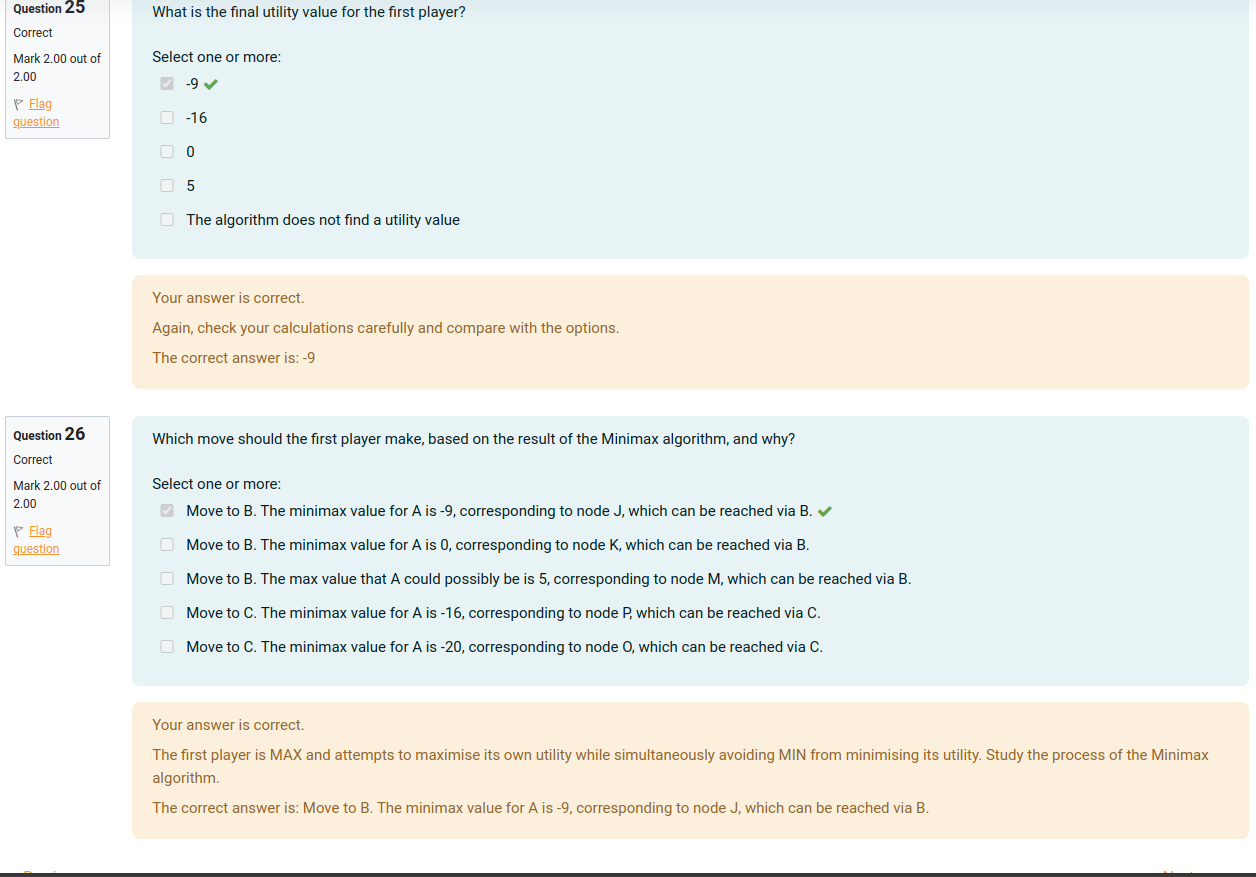 Question 25
Correct
Mark 2.00 out of
2.00
Flag
question
What is the final utility value for the first player?
Select one or more:
-9
-16
0
5
The algorithm does not find a utility value
Your answer is correct.
Again, check your calculations carefully and compare with the options.
The correct answer is: -9
Question 26
Correct
Mark 2.00 out of
2.00
Flag
question
Which move should the first player make, based on the result of the Minimax algorithm, and why?
Select one or more:
Move to B. The minimax value for A is -9, corresponding to node J, which can be reached via B.
Move to B. The minimax value for A is 0, corresponding to node K, which can be reached via B.
Move to B. The max value that A could possibly be is 5, corresponding to node M, which can be reached via B.
Move to C. The minimax value for A is -16, corresponding to node P, which can be reached via C.
Move to C. The minimax value for A is -20, corresponding to node O, which can be reached via C.
Your answer is correct.
The first player is MAX and attempts to maximise its own utility while simultaneously avoiding MIN from minimising its utility. Study the process of the Minimax
algorithm.
The correct answer is: Move to B. The minimax value for A is -9, corresponding to node J, which can be reached via B.